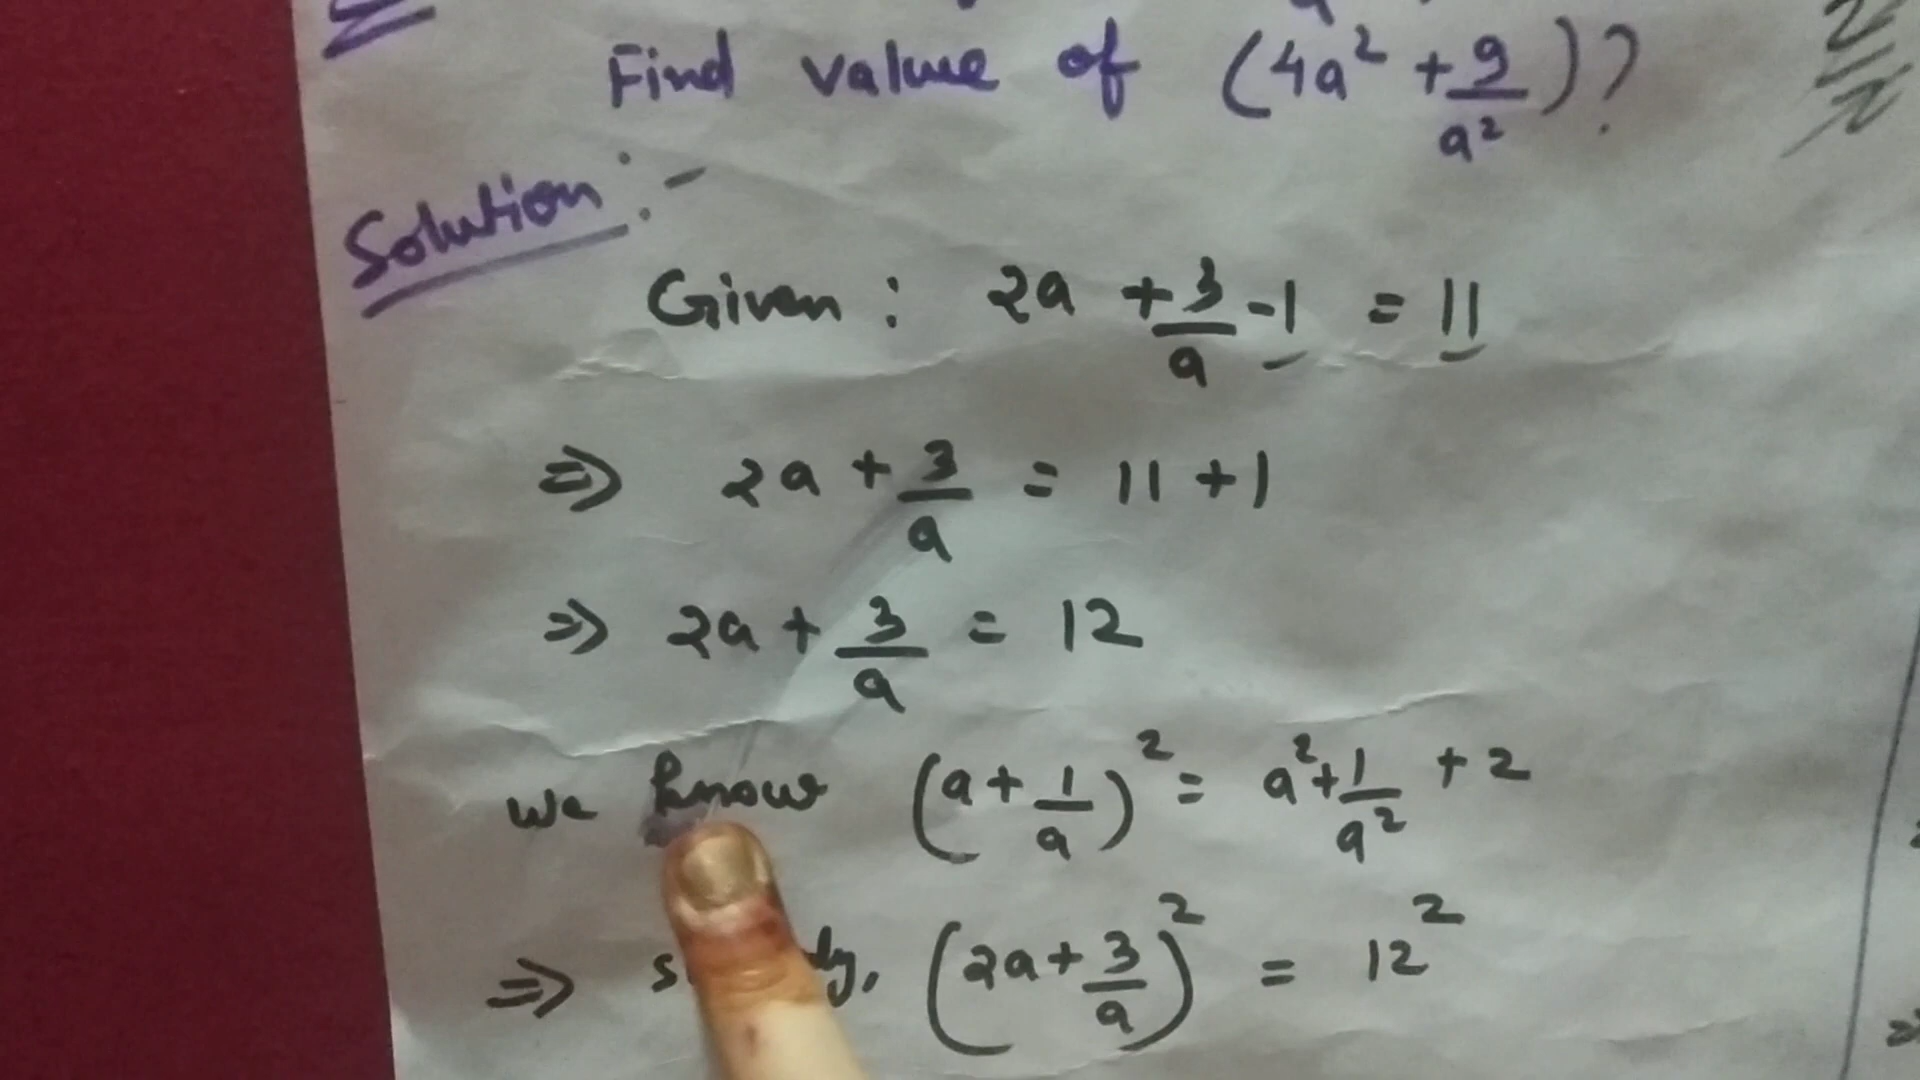 Find value of (4a² + 9/a²)?
Solution :-
Given : 2a + 3/a - 1 = 11
⇒ 2a + 3/a = 11 + 1
⇒ 2a + 3/a = 12
we know (a + 1/a)² = a² + 1/a² + 2
⇒ (2a + 3/a)² = 12²